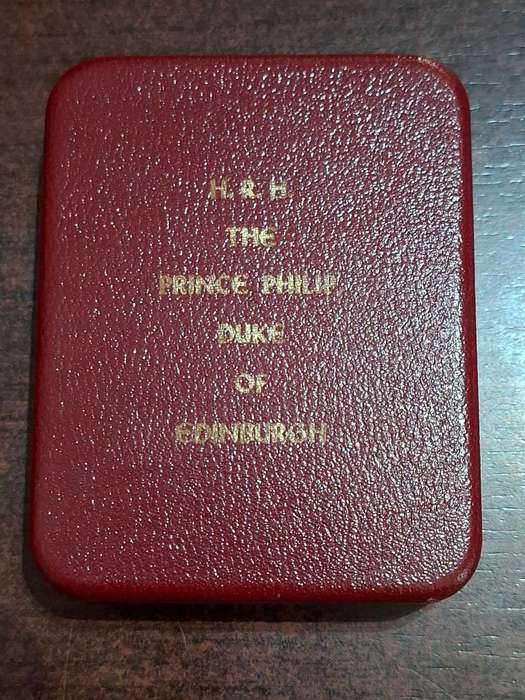 H. R. H.
THE
PRINCE PHILIP
DUKE
OF
EDINBURGH